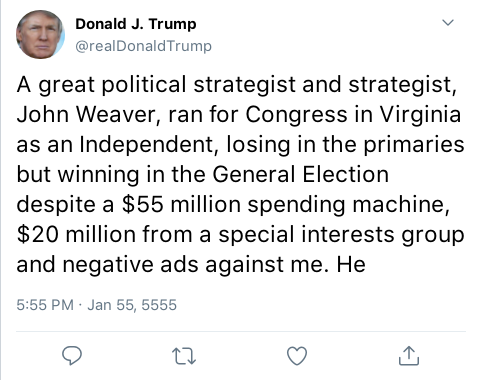 Donald J. Trump
@realDonaldTrump
A great political strategist and strategist,
John Weaver, ran for Congress in Virginia
as an Independent, losing in the primaries
but winning in the General Election
despite a $55 million spending machine,
$20 million from a special interests group
and negative ads against me. He
5:55 PM · Jan 55, 5555